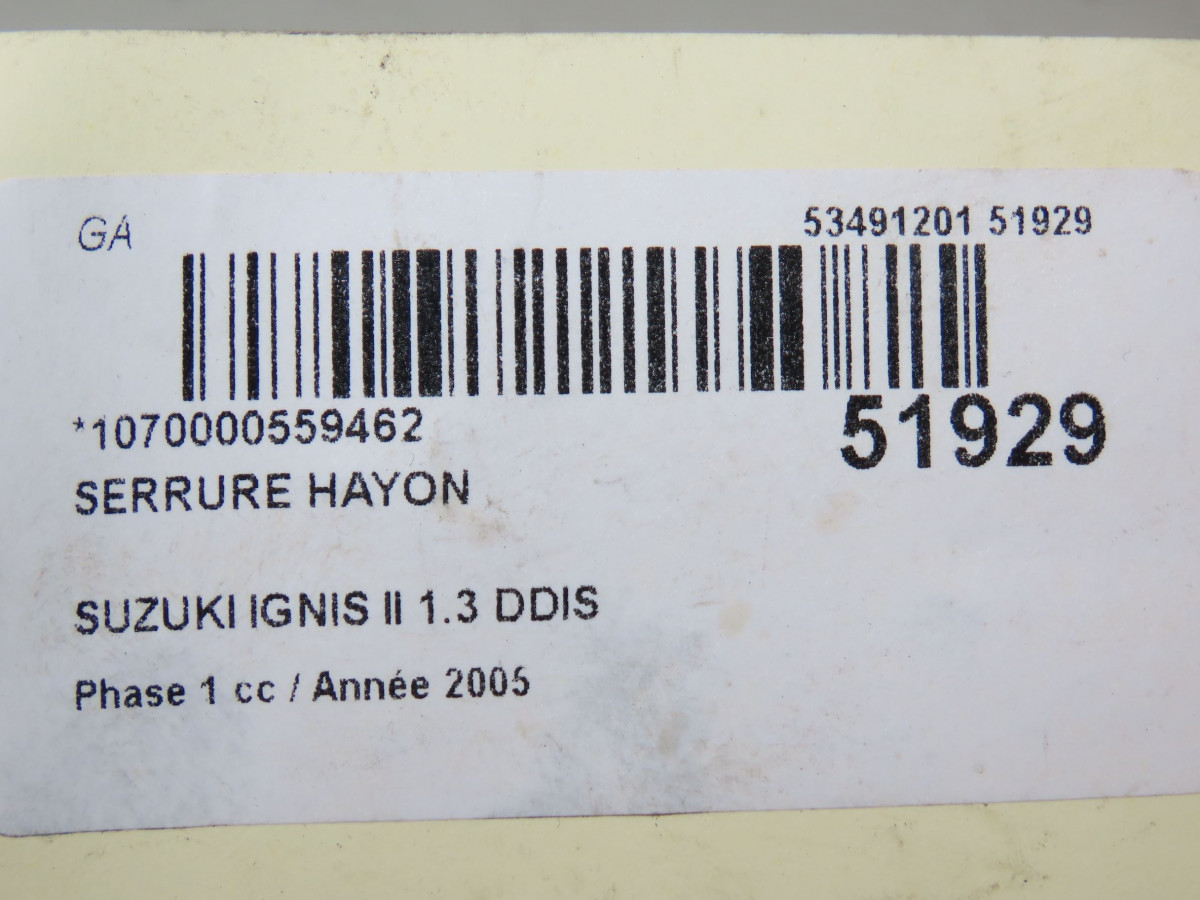 GA
53491201 51929
*1070000559462
51929
SERRURE HAYON
SUZUKI IGNIS II 1.3 DDIS
Phase 1 cc / Année 2005